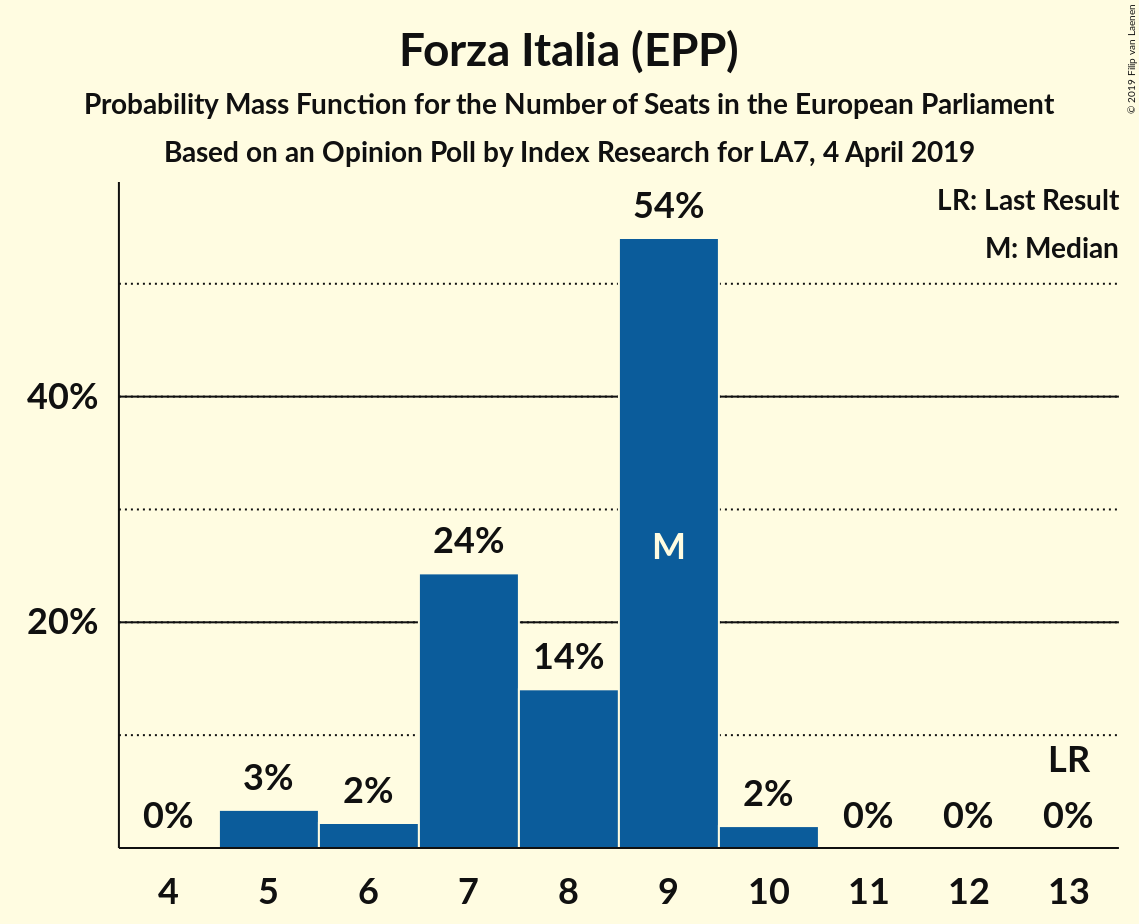 Forza Italia (EPP)
Probability Mass Function for the Number of Seats in the European Parliament
Based on an Opinion Poll by Index Research for LA7, 4 April 2019
© 2019 Filip van Laenen
LR: Last Result
M: Median
54%
40%
24%
M
20%
14%
LR
3%
2%
2%
0%
0%
0%
0%
4 5 6 7 8 9 10 11 12 13